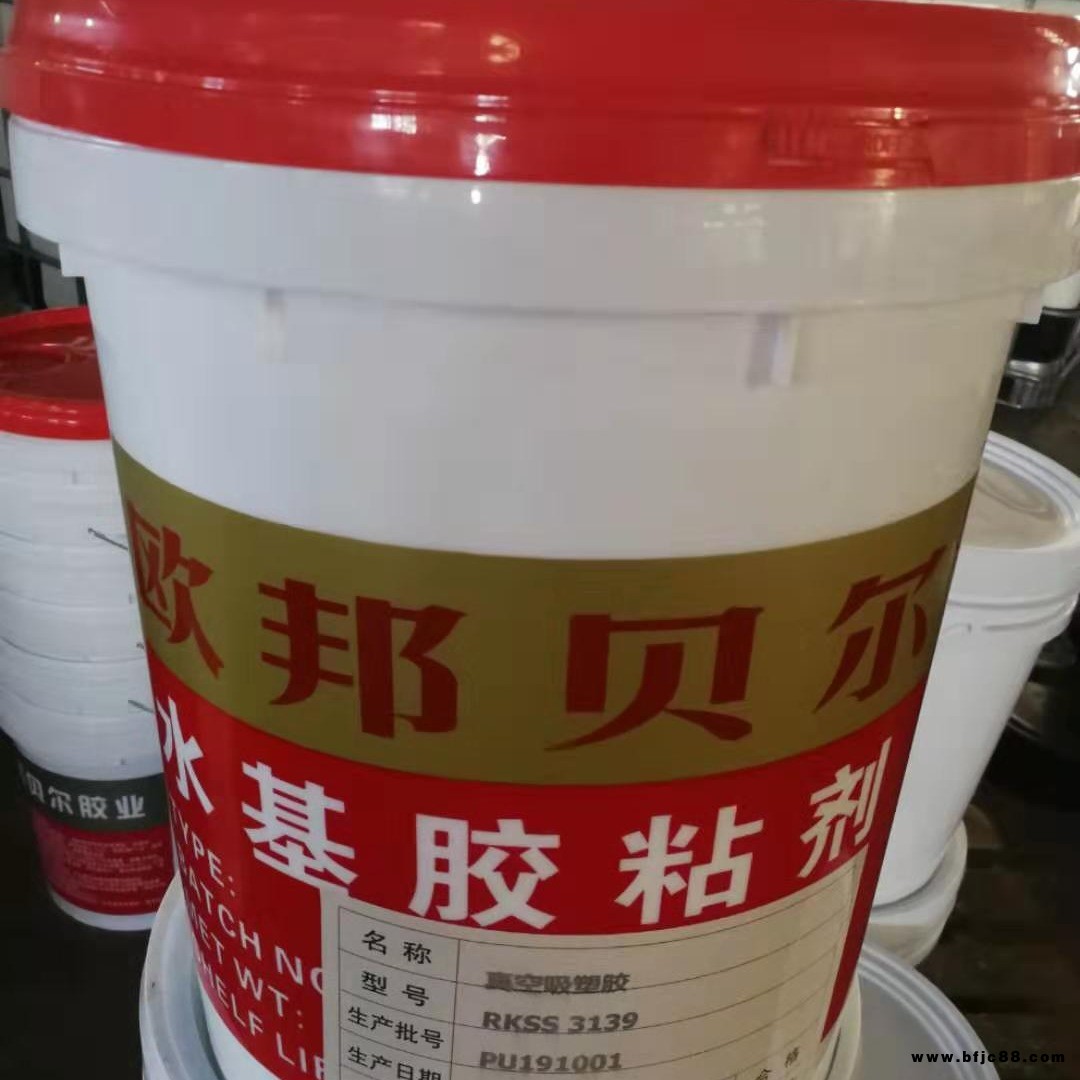 欧邦贝尔
水基胶粘剂
TYPE:
BATCH NO
NET WT:
SHELF LIF
名称
真空吸塑胶
型号
RKSS 3139
生产批号
PU191001
生产日期
合格
贝尔胶业
www.bfjc88.com